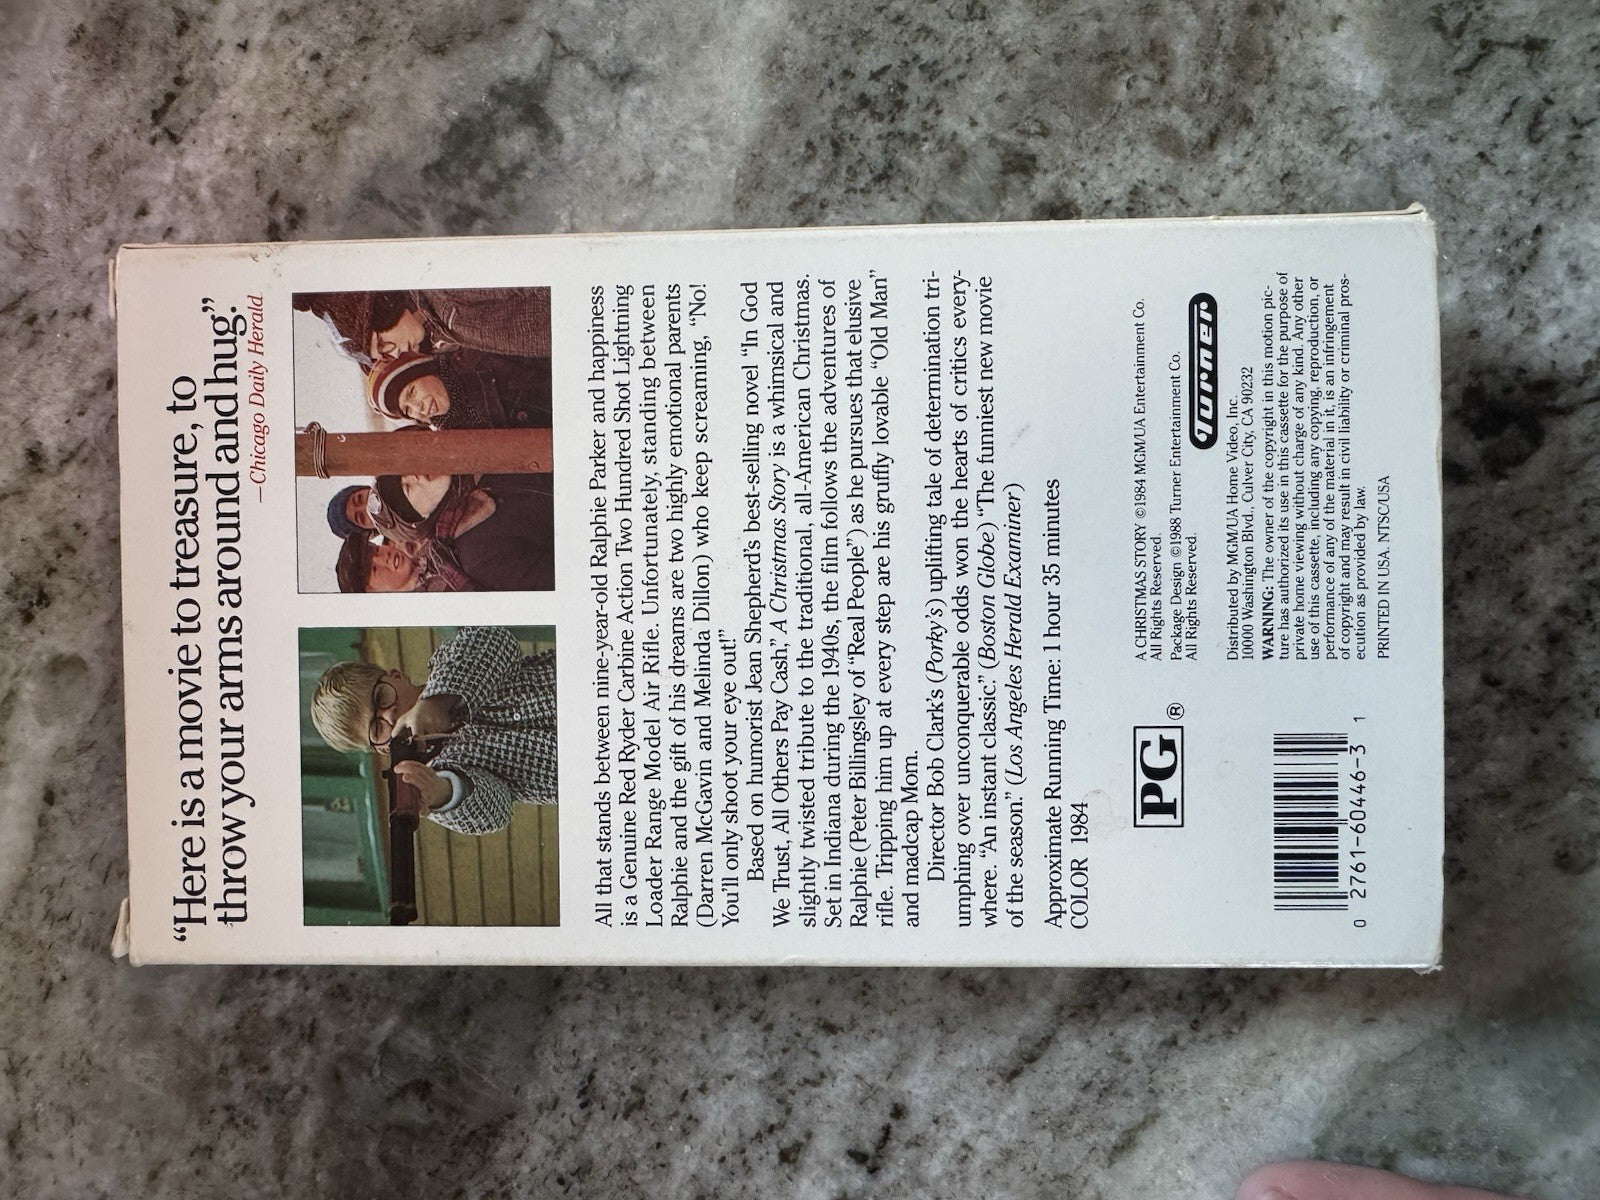 “Here is a movie to treasure, to
throw your arms around and hug.”
—Chicago Daily Herald
All that stands between nine-year-old Ralphie Parker and happiness
is a Genuine Red Ryder Carbine Action Two Hundred Shot Lightning
Loader Range Model Air Rifle. Unfortunately, standing between
Ralphie and the gift of his dreams are two highly emotional parents
(Darren McGavin and Melinda Dillon) who keep screaming, “No!
You'll only shoot your eye out!”
Based on humorist Jean Shepherd's best-selling novel “In God
We Trust, All Others Pay Cash,” A Christmas Story is a whimsical and
slightly twisted tribute to the traditional, all-American Christmas.
Set in Indiana during the 1940s, the film follows the adventures of
Ralphie (Peter Billingsley of “Real People”) as he pursues that elusive
rifle. Tripping him up at every step are his gruffly lovable “Old Man”
and madcap Mom.
Director Bob Clark's (Porky's) uplifting tale of determination tri-
umphing over unconquerable odds won the hearts of critics every-
where. “An instant classic.” (Boston Globe) “The funniest new movie
of the season.” (Los Angeles Herald Examiner)
Approximate Running Time: 1 hour 35 minutes
COLOR 1984
PG®
A CHRISTMAS STORY ©1984 MGM/UA Entertainment Co.
All Rights Reserved.
Package Design ©1988 Turner Entertainment Co.
All Rights Reserved.
Turner
Distributed by MGM/UA Home Video, Inc.
10000 Washington Blvd., Culver City, CA 90232
WARNING: The owner of the copyright in this motion pic-
ture has authorized its use in this cassette for the purpose of
private home viewing without charge of any kind. Any other
use of this cassette, including any copying, reproduction, or
performance of any of the material in it, is an infringement
of copyright and may result in civil liability or criminal pros-
ecution as provided by law.
PRINTED IN USA. NTSC/USA
0 2761-60446-3 1